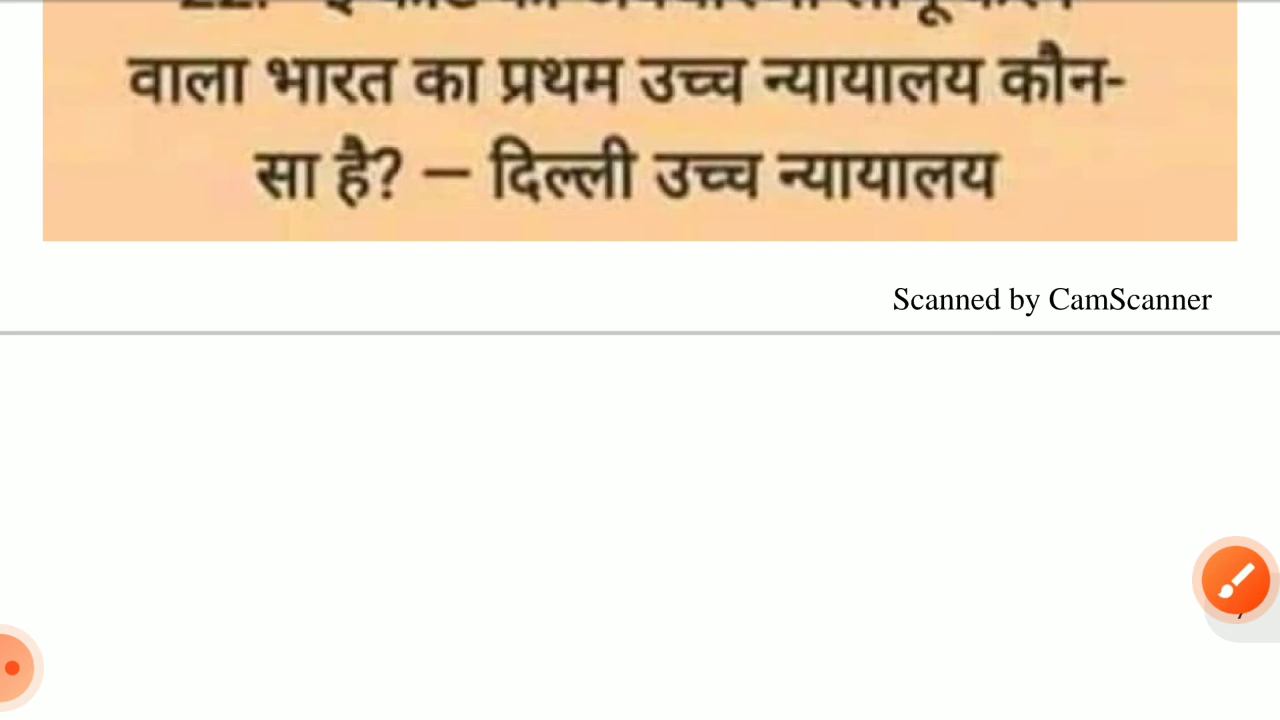 वाला भारत का प्रथम उच्च न्यायालय कौन-
सा है? – दिल्ली उच्च न्यायालय
Scanned by CamScanner